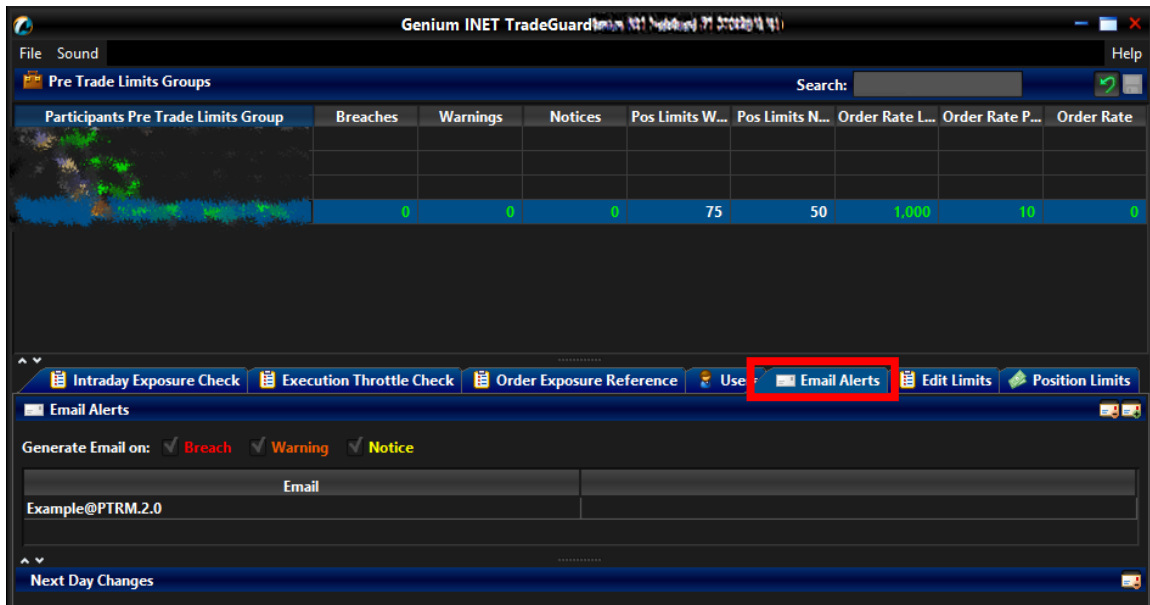 Genium INET TradeGuard
File Sound Help
Pre Trade Limits Groups Search:
Participants Pre Trade Limits Group Breaches Warnings Notices Pos Limits W... Pos Limits N... Order Rate L... Order Rate P... Order Rate
0 0 0 75 50 1,000 10 0
Intraday Exposure Check Execution Throttle Check Order Exposure Reference Email Alerts Edit Limits Position Limits
Email Alerts
Generate Email on: Breach Warning Notice
Email
Example@PTRM.2.0
Next Day Changes